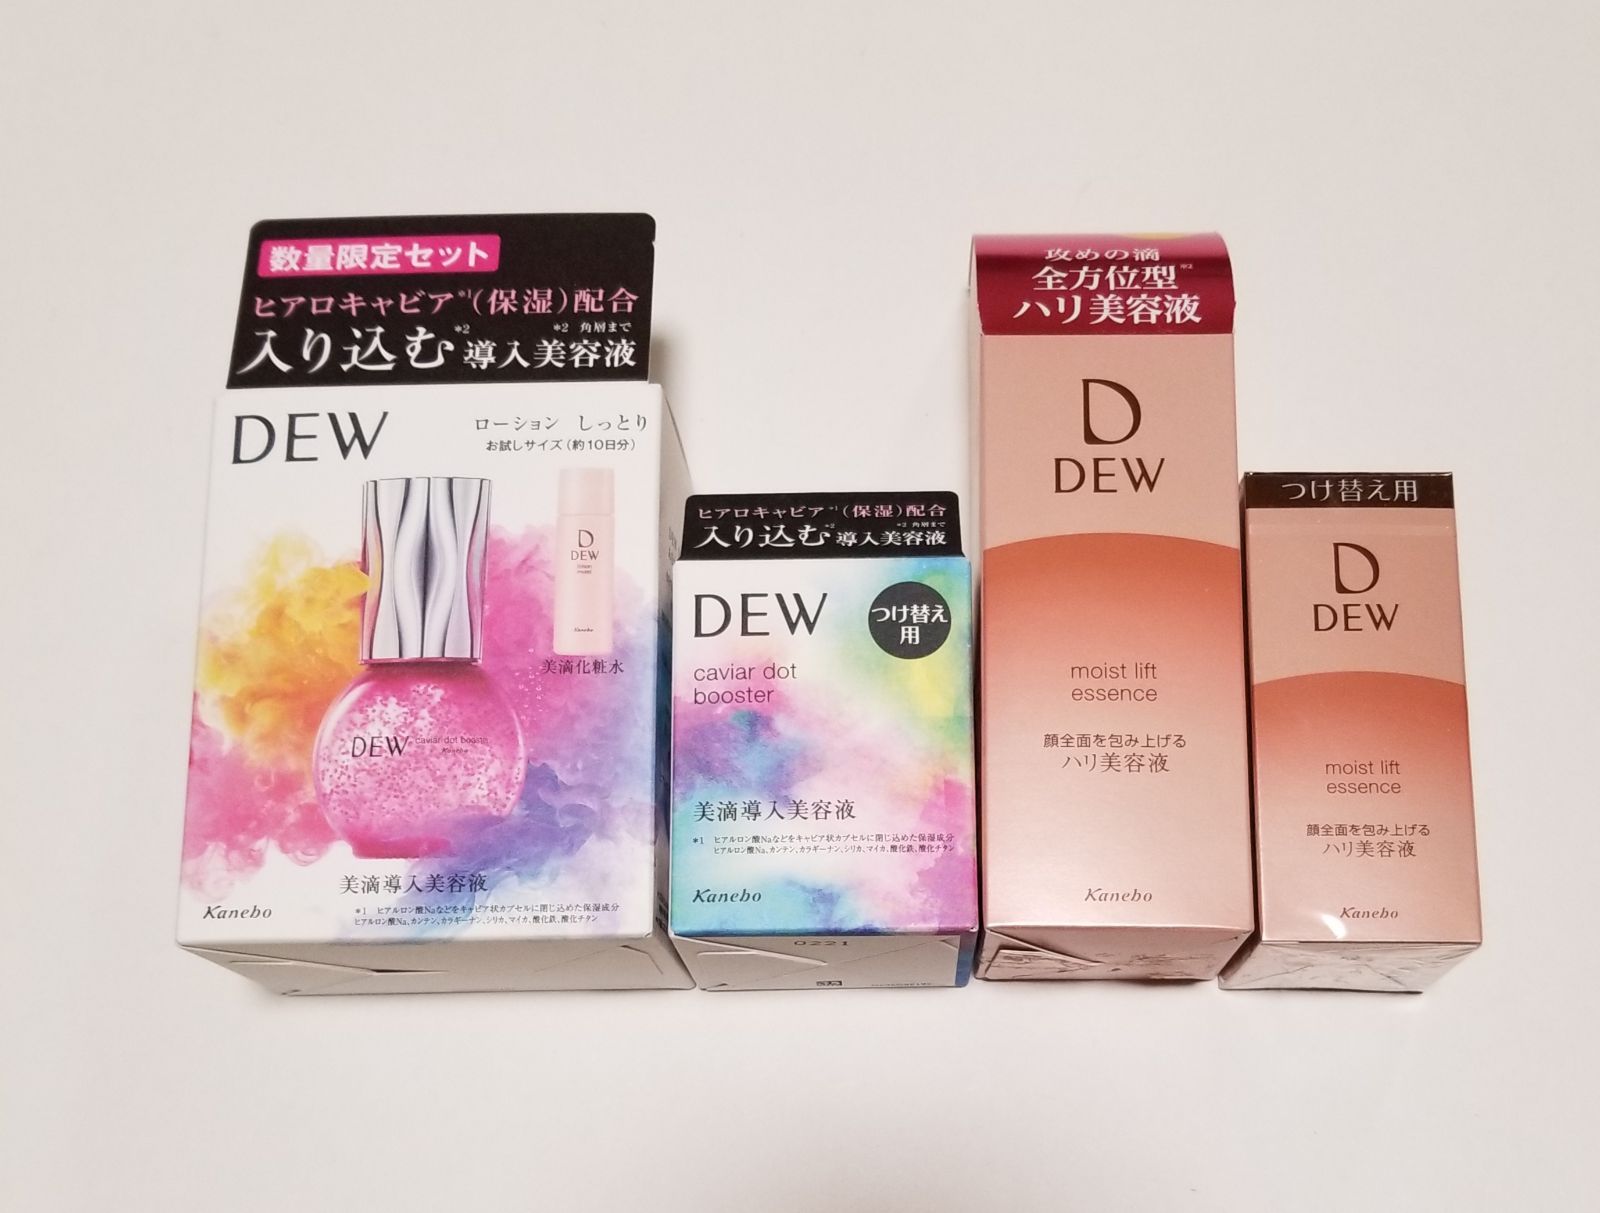 数量限定セット
ヒアロキャビア*1(保湿)配合
*2 角層まで
入り込む*2導入美容液
DEW
ローション しっとり
お試しサイズ(約10日分)
D
DEW
Kanebo
美滴化粧水
DEW caviar dot booster
Kanebo
美滴導入美容液
*1 ヒアルロン酸Naなどをキャビア状カプセルに閉じ込めた保湿成分
ヒアルロン酸Na、カンテン、カラギーナン、シリカ、マイカ、酸化鉄、酸化チタン
Kanebo
ヒアロキャビア*1(保湿)配合
*2 角層まで
入り込む*2導入美容液
DEW
つけ替え
用
caviar dot
booster
美滴導入美容液
*1 ヒアルロン酸Naなどをキャビア状カプセルに閉じ込めた保湿成分
ヒアルロン酸Na、カンテン、カラギーナン、シリカ、マイカ、酸化鉄、酸化チタン
Kanebo
0221
攻めの滴
全方位型*2
ハリ美容液
D
DEW
moist lift
essence
顔全面を包み上げる
ハリ美容液
Kanebo
つけ替え用
D
DEW
moist lift
essence
顔全面を包み上げる
ハリ美容液
Kanebo